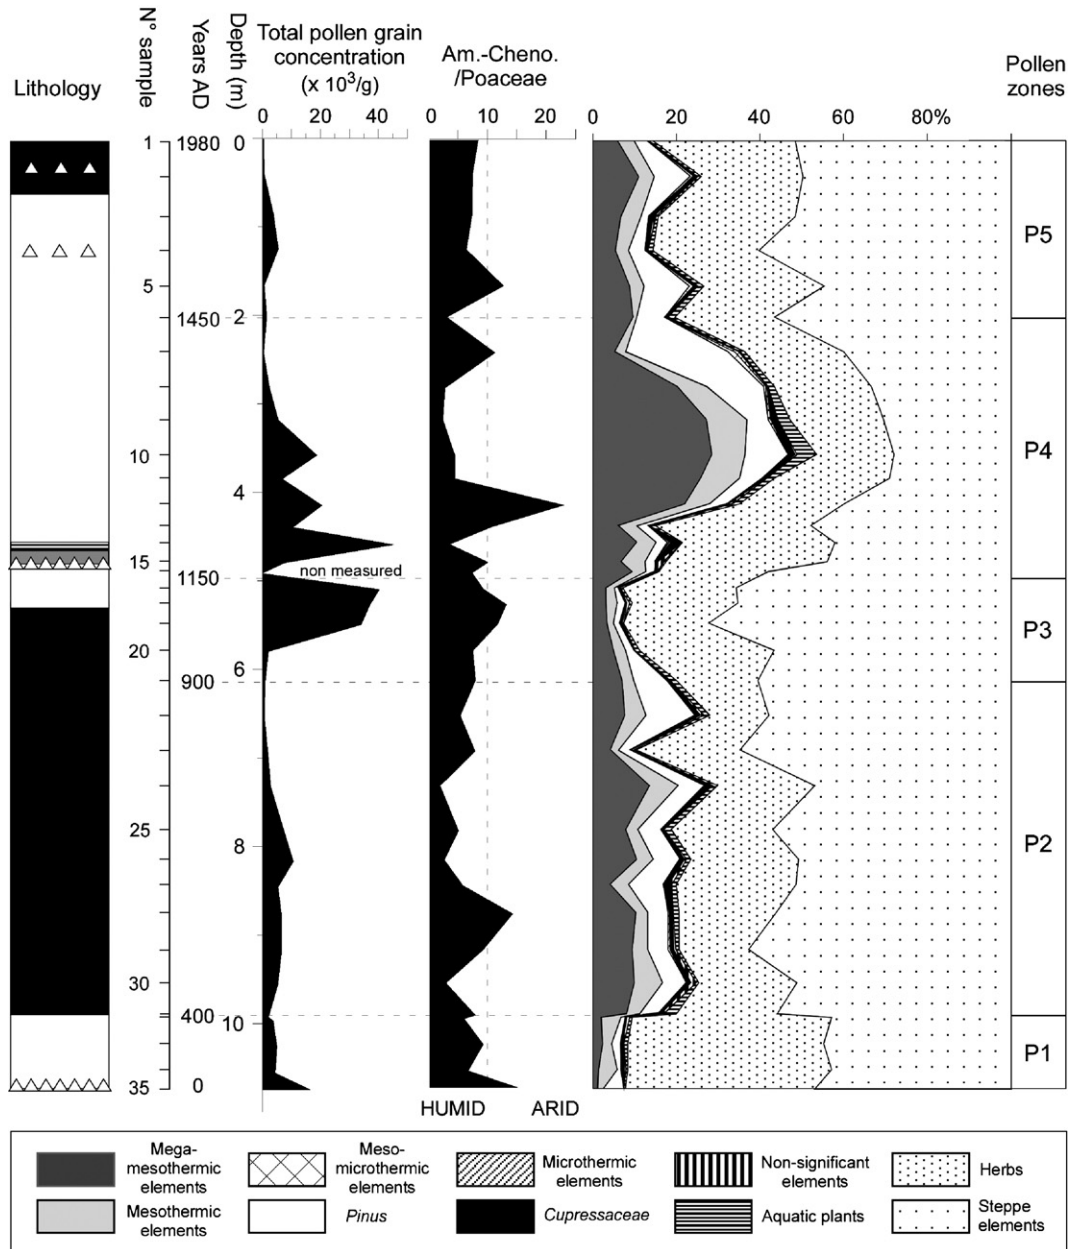 Lithology
N° sample
Years AD
Depth (m)
Total pollen grain
concentration
(x 10³/g)
Am.-Cheno.
/Poaceae
Pollen
zones
0 20 40
0 10 20
0 20 40 60 80%
1 1980 0
5
1450 2
10
4
15
non measured
1150
20
6
900
25
8
30
400
10
35 0
P5
P4
P3
P2
P1
HUMID ARID
Mega-
mesothermic
elements
Meso-
microthermic
elements
Microthermic
elements
Non-significant
elements
Herbs
Mesothermic
elements
Pinus
Cupressaceae
Aquatic plants
Steppe
elements